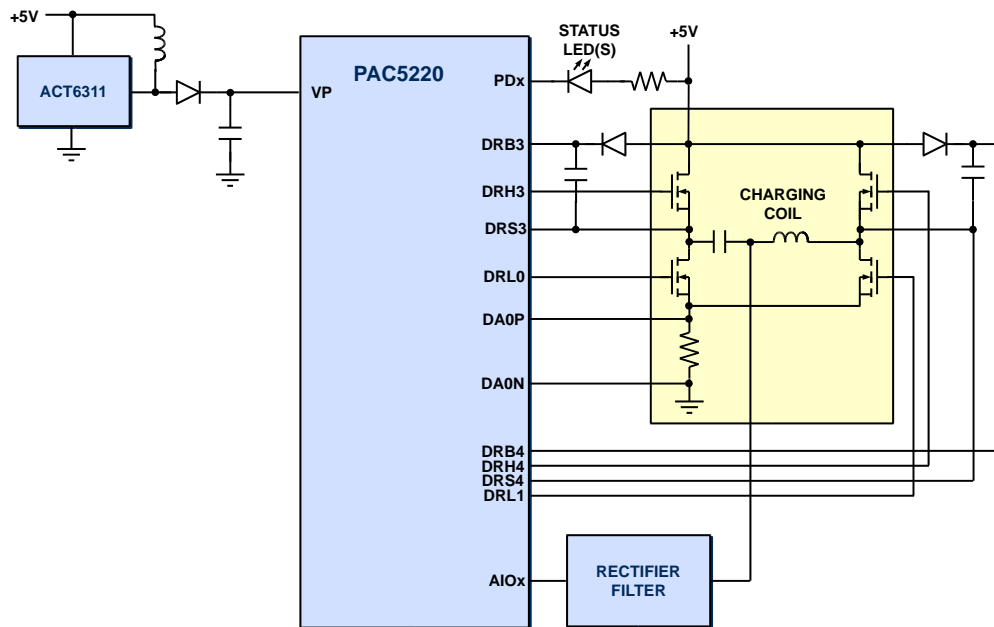 +5V
ACT6311
PAC5220
VP
STATUS
LED(S)
+5V
PDx
DRB3
DRH3
DRS3
DRL0
DA0P
DA0N
DRB4
DRH4
DRS4
DRL1
AIOx
CHARGING
COIL
RECTIFIER
FILTER